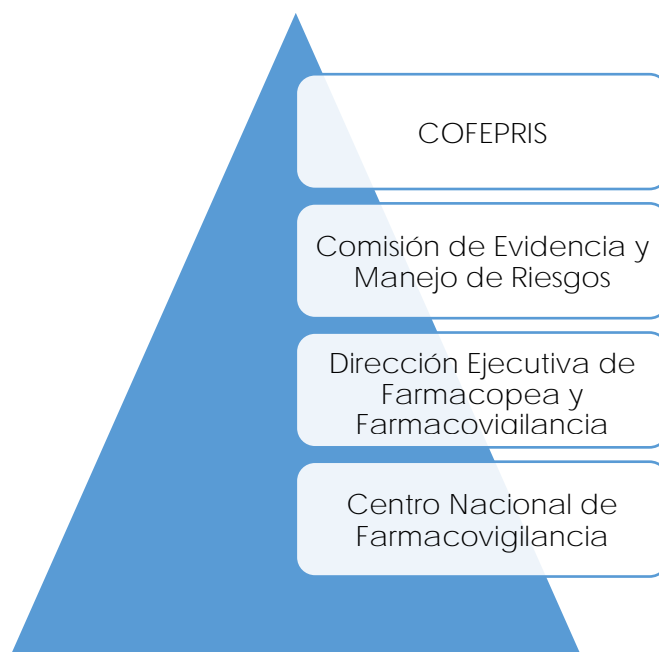 COFEPRIS
Comisión de Evidencia y
Manejo de Riesgos
Dirección Ejecutiva de
Farmacopea y
Farmacovigilancia
Centro Nacional de
Farmacovigilancia